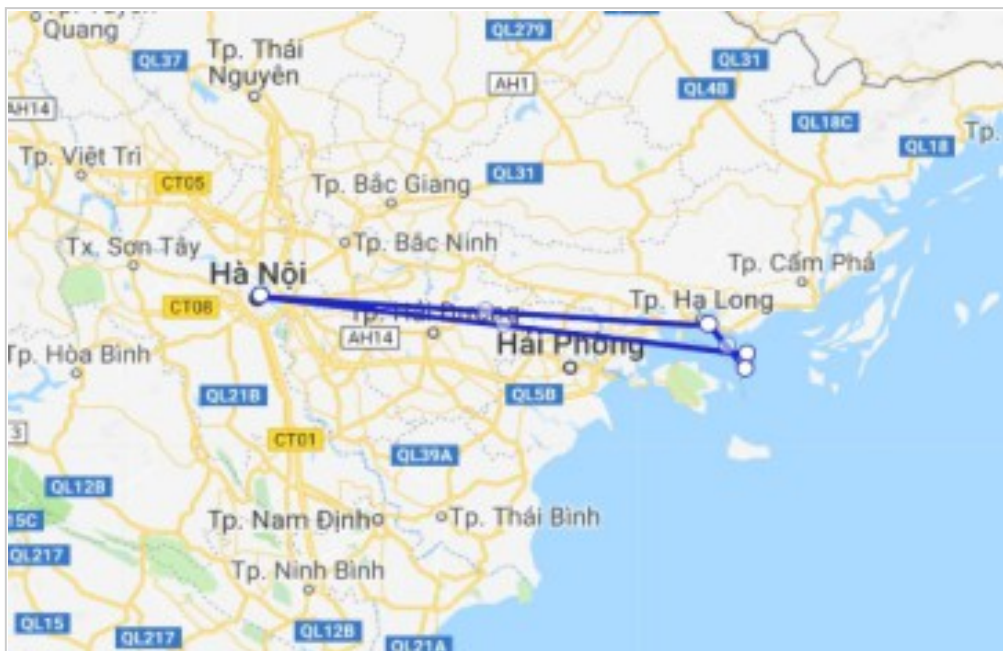 Quang
Tp. Thái
Nguyên
QL37
QL279
AH1
QL31
QL4B
QL18C
QL18
Tp.
AH14
Tp. Việt Trì
CT05
Tp. Bắc Giang
QL31
Tx. Sơn Tây
Tp. Bắc Ninh
Tp. Cẩm Phả
Hà Nội
CT08
Tp. Hạ Long
AH14
Hải Phòng
Tp. Hòa Bình
QL21B
QL5B
3
CT01
QL39A
QL12B
15C
Tp. Nam Định
Tp. Thái Bình
QL217
Tp. Ninh Bình
QL15
QL217
QL12B
QL21A